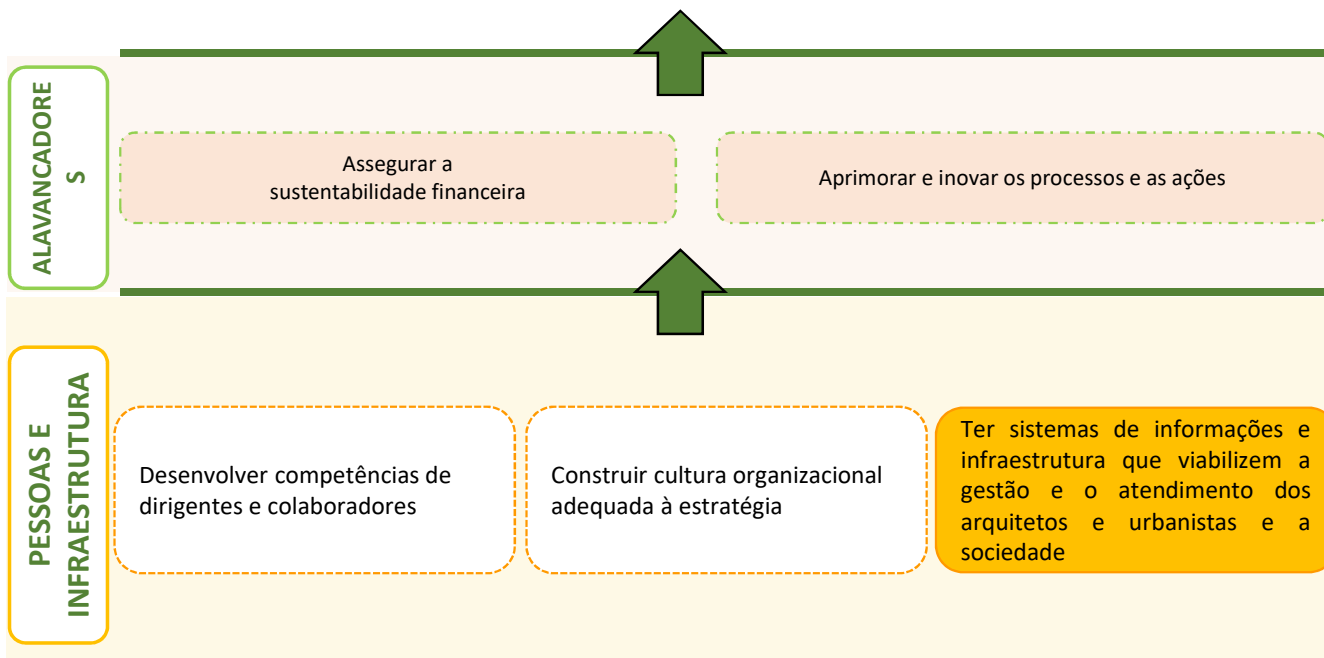 ALAVANCADORE
S
Assegurar a
sustentabilidade financeira
Aprimorar e inovar os processos e as ações
PESSOAS E
INFRAESTRUTURA
Desenvolver competências de
dirigentes e colaboradores
Construir cultura organizacional
adequada à estratégia
Ter sistemas de informações e
infraestrutura que viabilizem a
gestão e o atendimento dos
arquitetos e urbanistas e a
sociedade